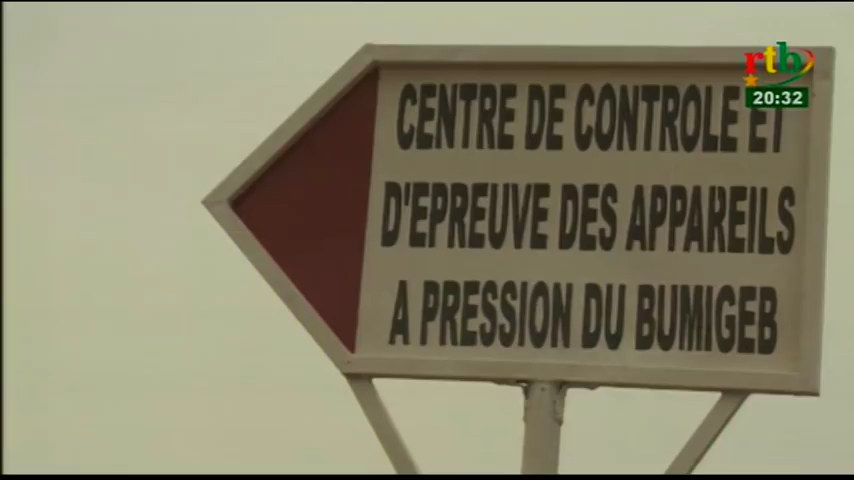 rtb
20:32
CENTRE DE CONTROLE ET
D'EPREUVE DES APPAREILS
A PRESSION DU BUMIGEB